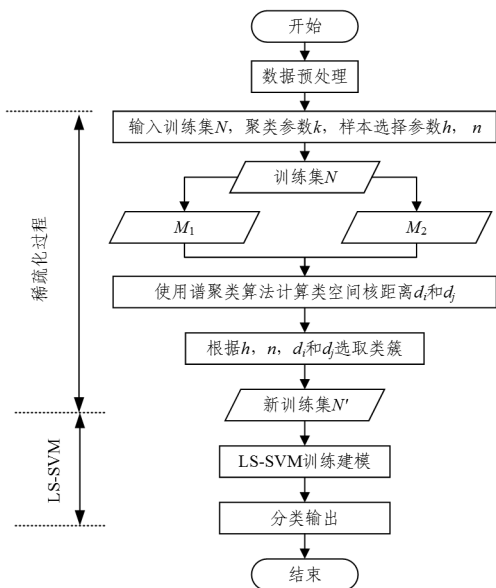 开始
数据预处理
输入训练集N，聚类参数k，样本选择参数h，n
训练集N
M1
M2
使用谱聚类算法计算类空间核距离di和dj
根据h，n，di和dj选取类簇
新训练集N′
LS-SVM训练建模
分类输出
结束
稀疏化过程
LS-SVM